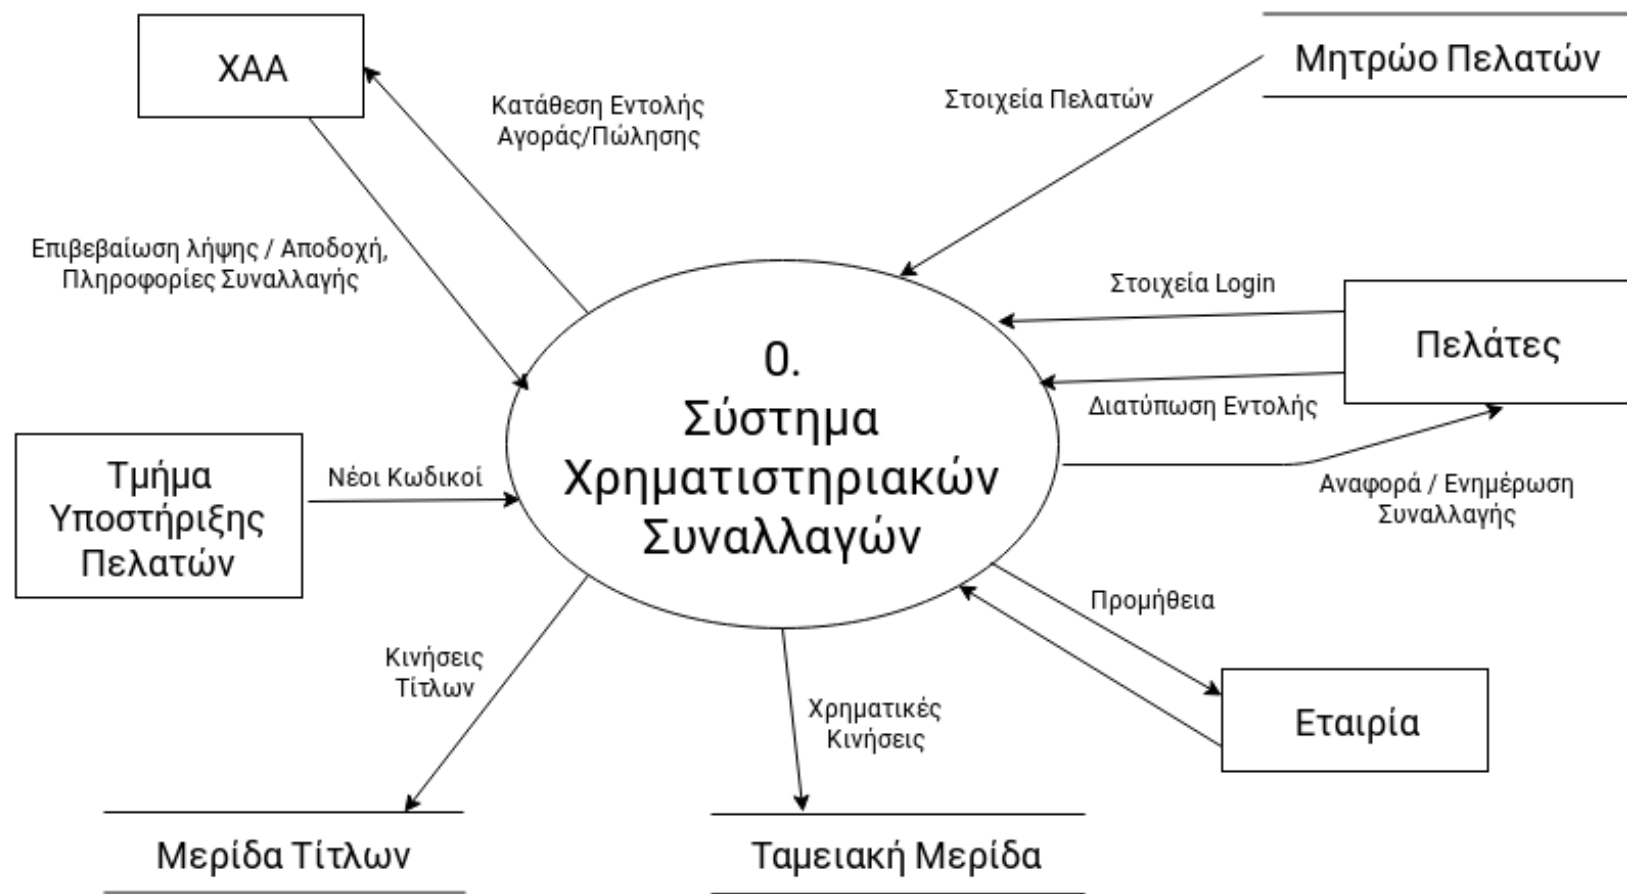 ΧΑΑ
Μητρώο Πελατών
Κατάθεση Εντολής
Αγοράς/Πώλησης
Στοιχεία Πελατών
Επιβεβαίωση λήψης / Αποδοχή,
Πληροφορίες Συναλλαγής
Στοιχεία Login
Πελάτες
0.
Σύστημα
Χρηματιστηριακών
Συναλλαγών
Διατύπωση Εντολής
Τμήμα
Υποστήριξης
Πελατών
Νέοι Κωδικοί
Αναφορά / Ενημέρωση
Συναλλαγής
Προμήθεια
Κινήσεις
Τίτλων
Χρηματικές
Κινήσεις
Εταιρία
Μερίδα Τίτλων
Ταμειακή Μερίδα